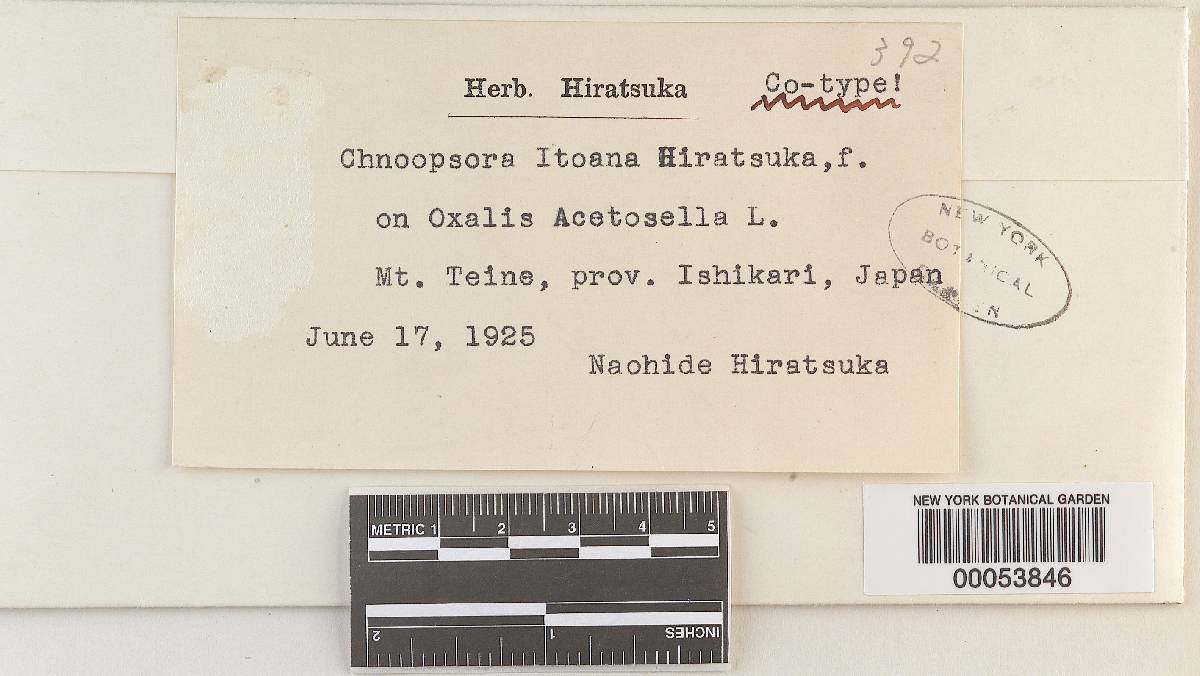 392
Herb. Hiratsuka Co-type!
Chnoopsora Itoana Hiratsuka,f.
on Oxalis Acetosella L.
Mt. Teine, prov. Ishikari, Japan
June 17, 1925
Naohide Hiratsuka
NEW YORK
BOTANICAL
METRIC 1 2 3 4 5
2 1 INCHES
NEW YORK BOTANICAL GARDEN
00053846